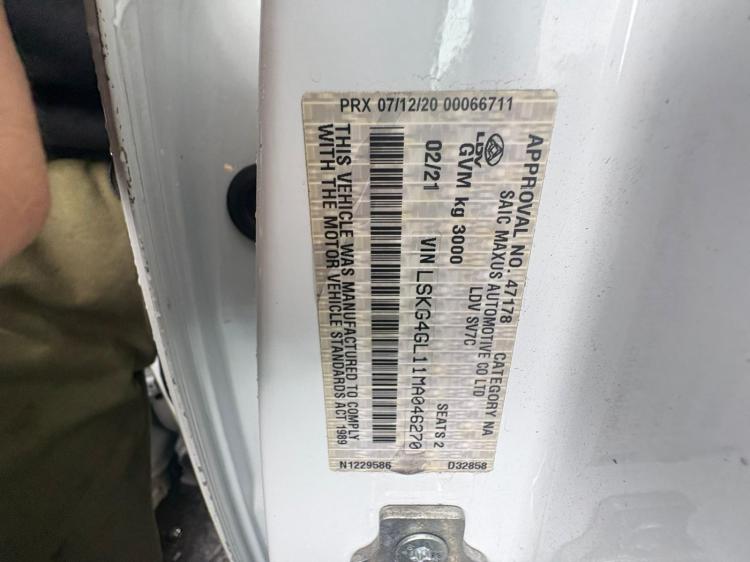 PRX 07/12/20 00066711
APPROVAL NO. 47178 CATEGORY NA
SAIC MAXUS AUTOMOTIVE CO LTD
LDV LDV SV7C
GVM kg 3000 SEATS 2
02/21 VIN LSKG4GL11MA046270
THIS VEHICLE WAS MANUFACTURED TO COMPLY
WITH THE MOTOR VEHICLE STANDARDS ACT 1989
N1229586 D32858